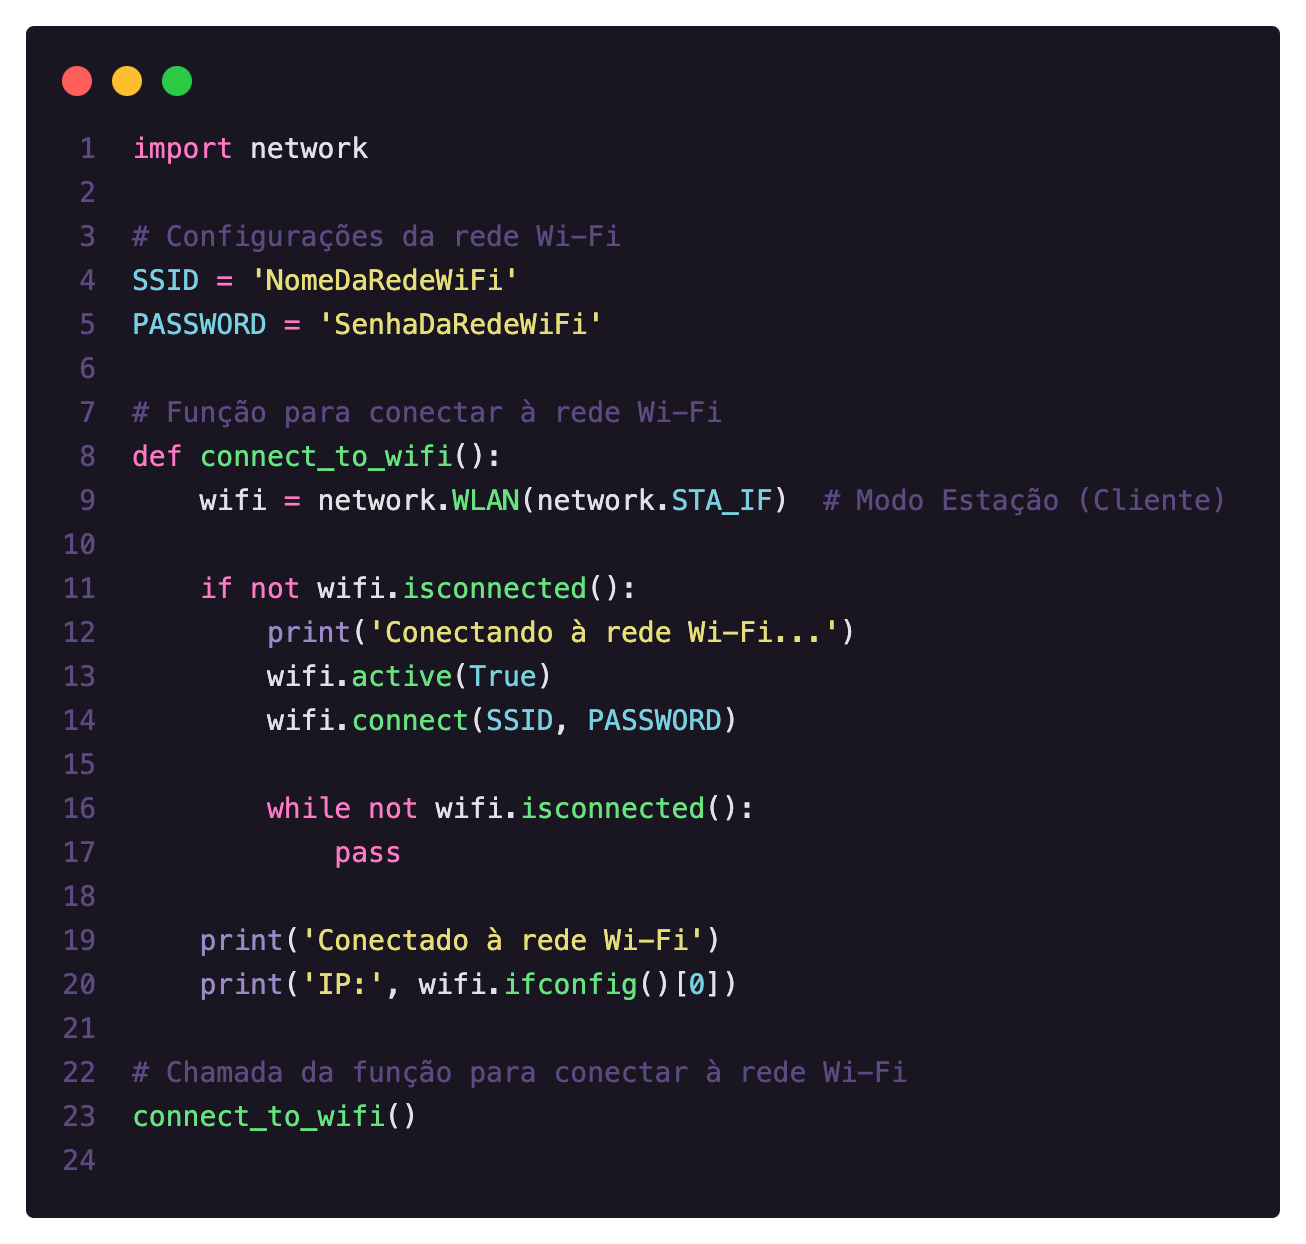 1 import network
2
3 # Configurações da rede Wi-Fi
4 SSID = 'NomeDaRedeWiFi'
5 PASSWORD = 'SenhaDaRedeWiFi'
6
7 # Função para conectar à rede Wi-Fi
8 def connect_to_wifi():
9     wifi = network.WLAN(network.STA_IF)  # Modo Estação (Cliente)
10
11     if not wifi.isconnected():
12         print('Conectando à rede Wi-Fi...')
13         wifi.active(True)
14         wifi.connect(SSID, PASSWORD)
15
16         while not wifi.isconnected():
17             pass
18
19     print('Conectado à rede Wi-Fi')
20     print('IP:', wifi.ifconfig()[0])
21
22 # Chamada da função para conectar à rede Wi-Fi
23 connect_to_wifi()
24